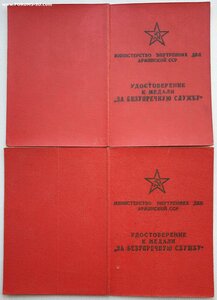 МИНИСТЕРСТВО ВНУТРЕННИХ ДЕЛ
АРМЯНСКОЙ ССР
УДОСТОВЕРЕНИЕ
К МЕДАЛИ
„ЗА БЕЗУПРЕЧНУЮ СЛУЖБУ"
МИНИСТЕРСТВО ВНУТРЕННИХ ДЕЛ
АРМЯНСКОЙ ССР
УДОСТОВЕРЕНИЕ
К МЕДАЛИ
„ЗА БЕЗУПРЕЧНУЮ СЛУЖБУ"